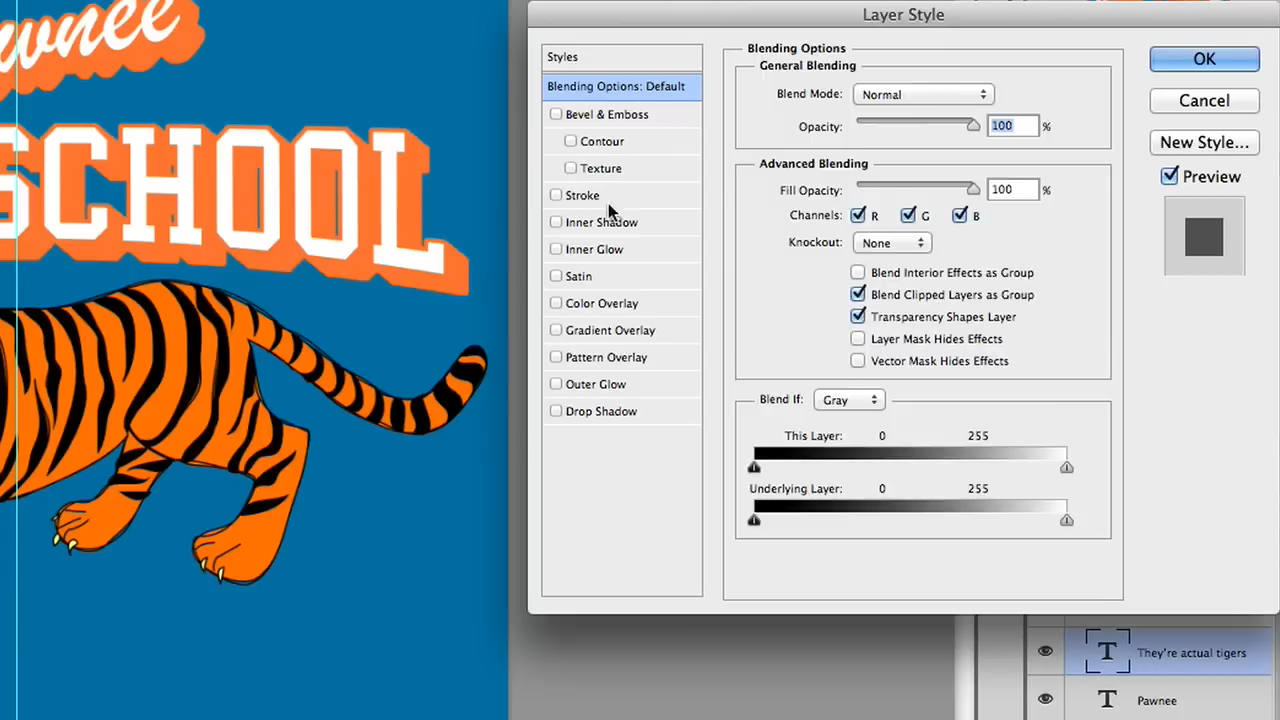 Layer Style
wnee
SCHOOL
Styles
Blending Options: Default
Bevel & Emboss
Contour
Texture
Stroke
Inner Shadow
Inner Glow
Satin
Color Overlay
Gradient Overlay
Pattern Overlay
Outer Glow
Drop Shadow
Blending Options
General Blending
Blend Mode: Normal
Opacity: 100 %
Advanced Blending
Fill Opacity: 100 %
Channels: R G B
Knockout: None
Blend Interior Effects as Group
Blend Clipped Layers as Group
Transparency Shapes Layer
Layer Mask Hides Effects
Vector Mask Hides Effects
Blend If: Gray
This Layer: 0 255
Underlying Layer: 0 255
OK
Cancel
New Style...
Preview
T They're actual tigers
T Pawnee